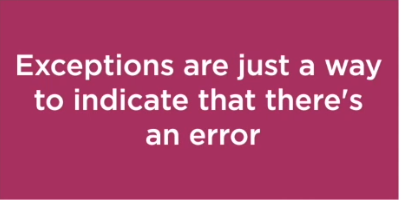 Exceptions are just a way
to indicate that there's
an error